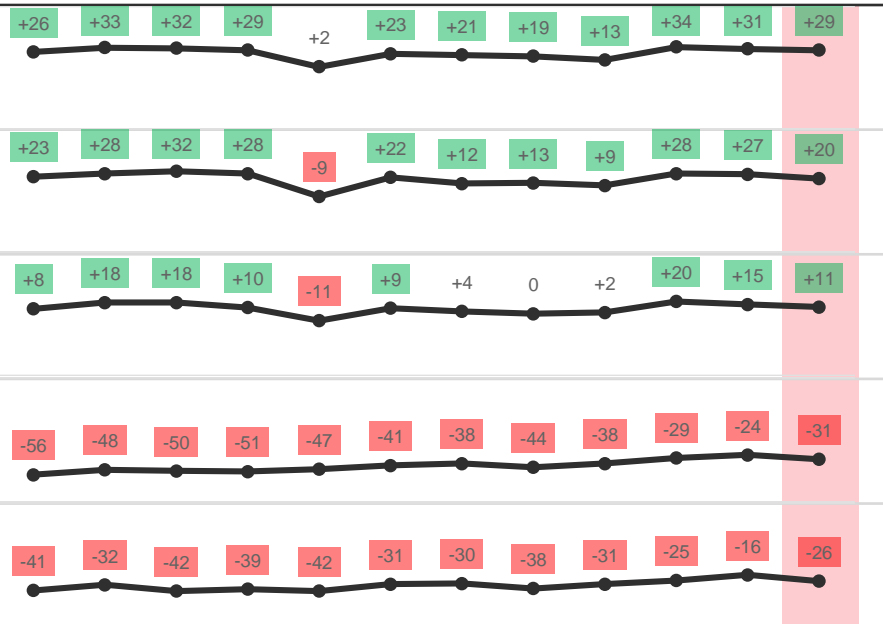 +26 +33 +32 +29 +2 +23 +21 +19 +13 +34 +31 +29
+23 +28 +32 +28 -9 +22 +12 +13 +9 +28 +27 +20
+8 +18 +18 +10 -11 +9 +4 0 +2 +20 +15 +11
-56 -48 -50 -51 -47 -41 -38 -44 -38 -29 -24 -31
-41 -32 -42 -39 -42 -31 -30 -38 -31 -25 -16 -26